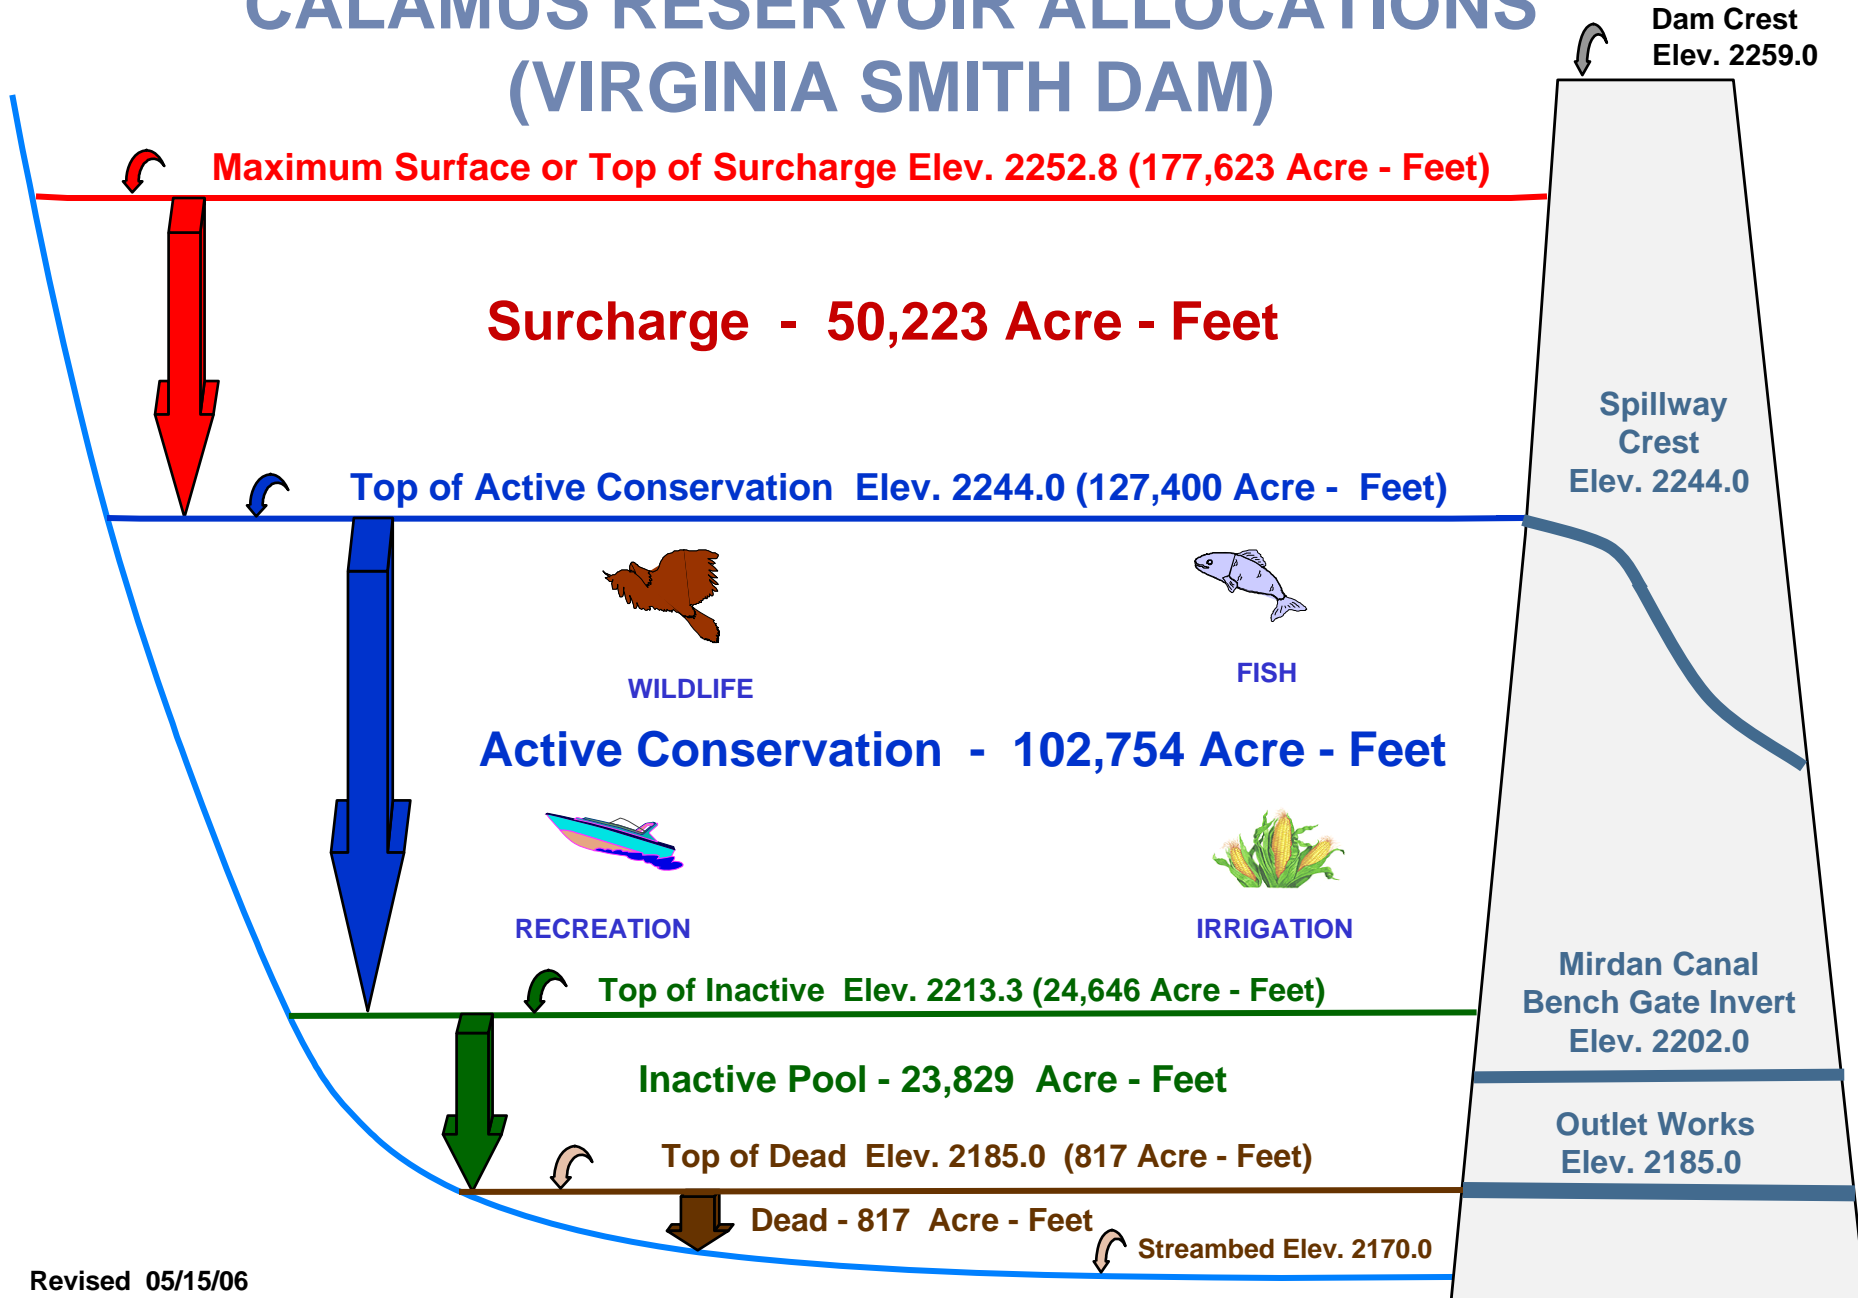 CALAMUS RESERVOIR ALLOCATIONS
(VIRGINIA SMITH DAM)
Dam Crest
Elev. 2259.0
Maximum Surface or Top of Surcharge Elev. 2252.8 (177,623 Acre - Feet)
Surcharge - 50,223 Acre - Feet
Spillway
Crest
Elev. 2244.0
Top of Active Conservation Elev. 2244.0 (127,400 Acre - Feet)
WILDLIFE
FISH
Active Conservation - 102,754 Acre - Feet
RECREATION
IRRIGATION
Top of Inactive Elev. 2213.3 (24,646 Acre - Feet)
Mirdan Canal
Bench Gate Invert
Elev. 2202.0
Inactive Pool - 23,829 Acre - Feet
Outlet Works
Elev. 2185.0
Top of Dead Elev. 2185.0 (817 Acre - Feet)
Dead - 817 Acre - Feet
Streambed Elev. 2170.0
Revised 05/15/06